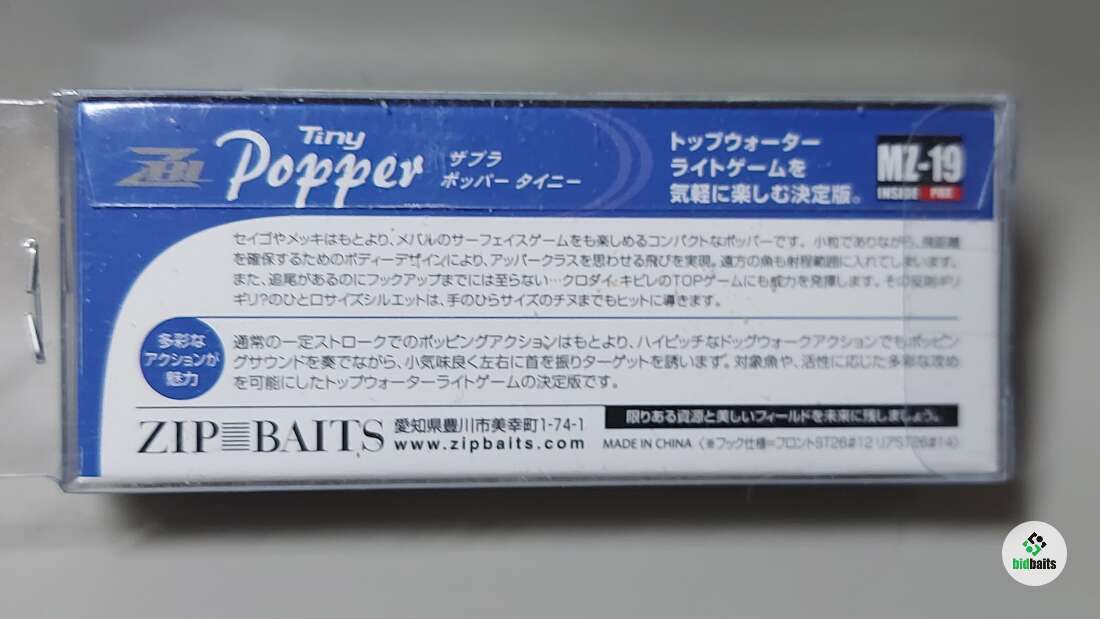 Tiny
Popper
ザブラ
ポッパー タイニー
トップウォーター
ライトゲームを
気軽に楽しむ決定版。
MZ-19
INSIDE
セイゴやメッキはもとより、メバルのサーフェイスゲームをも楽しめるコンパクトなポッパーです。小粒でありながら、飛距離
を確保するためのボディーデザインにより、アッパークラスを思わせる飛びを実現。遠方の魚も射程範囲に入れてしまいます。
また、追尾があるのにフックアップまでには至らない…クロダイ、キビレのTOPゲームにも威力を発揮します。その反則ギリ
ギリ?のひと口サイズシルエットは、手のひらサイズのチヌまでもヒットに導きます。
多彩な
アクションが
魅力
通常の一定ストロークでのポッピングアクションはもとより、ハイピッチなドッグウォークアクションでもポッピン
グサウンドを奏でながら、小気味良く左右に首を振りターゲットを誘います。対象魚や、活性に応じた多彩な攻め
を可能にしたトップウォーターライトゲームの決定版です。
ZIP BAITS
愛知県豊川市美幸町1-74-1
www.zipbaits.com
限りある資源と美しいフィールドを未来に残しましょう。
MADE IN CHINA 〈※フック仕様=フロントST26#12 リアST26#14〉
bidbaits